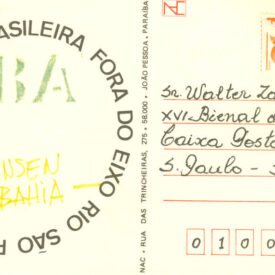 ASILEIRA FORA DO EIXO RIO SÃO
BA
NSEN
BAHIA
NAC - RUA DAS TRINCHEIRAS, 275 - 58.000 - JOÃO PESSOA - PARAÍBA
Sr. Walter Za
XVI Bienal d
Caixa Posta
S. Paulo - S
0 1 0 0